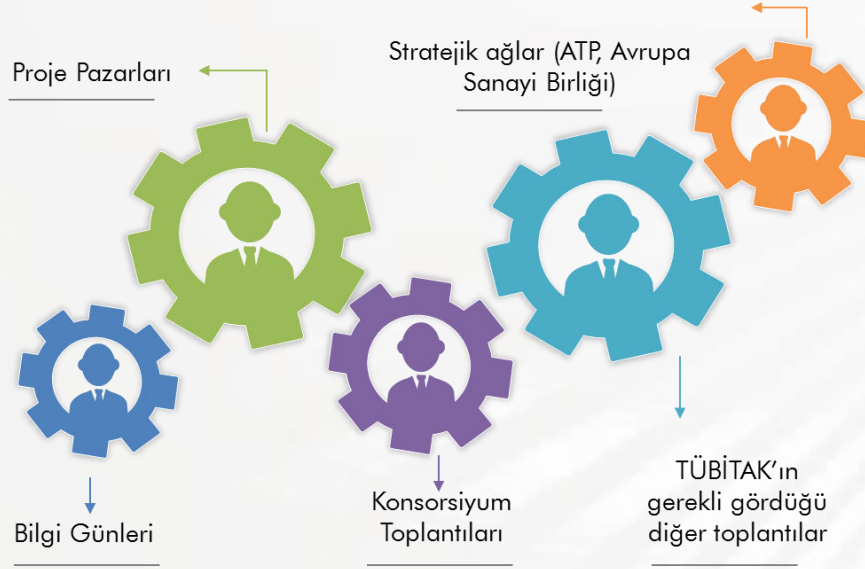 Proje Pazarları
Stratejik ağlar (ATP, Avrupa
Sanayi Birliği)
Bilgi Günleri
Konsorsiyum
Toplantıları
TÜBİTAK’ın
gerekli gördüğü
diğer toplantılar